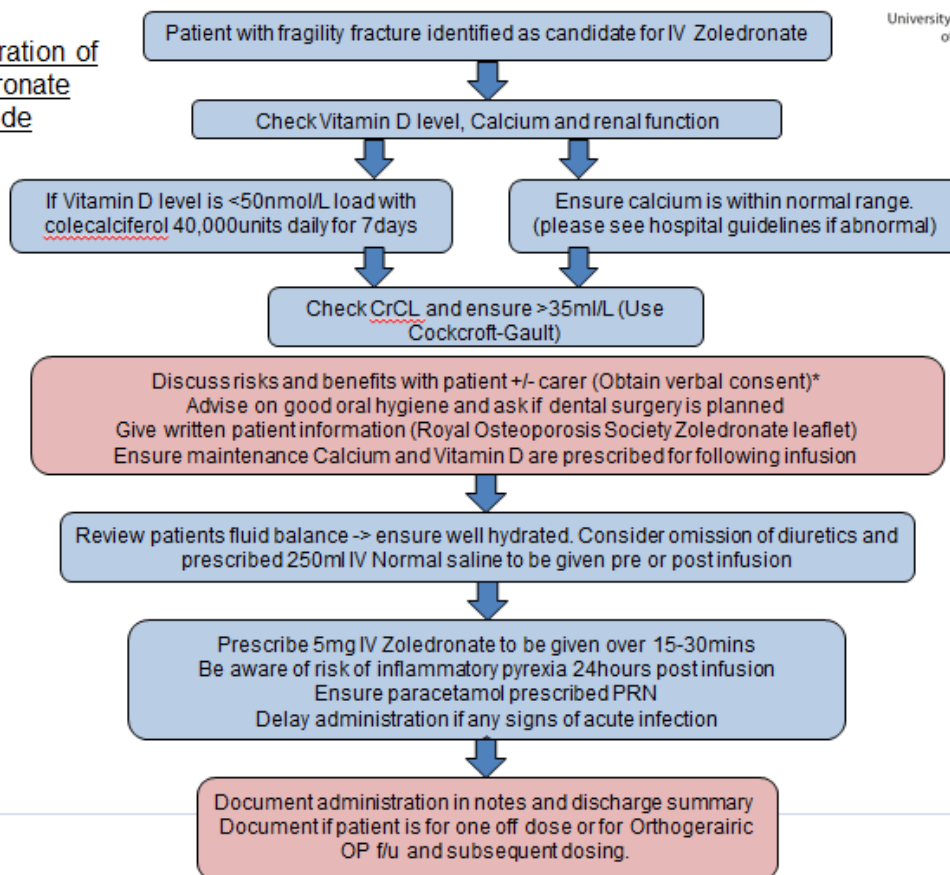 ration of
ronate
de
University
of
Patient with fragility fracture identified as candidate for IV Zoledronate
Check Vitamin D level, Calcium and renal function
If Vitamin D level is <50nmol/L load with
colecalciferol 40,000units daily for 7days
Ensure calcium is within normal range.
(please see hospital guidelines if abnormal)
Check CrCL and ensure >35ml/L (Use
Cockcroft-Gault)
Discuss risks and benefits with patient +/- carer (Obtain verbal consent)*
Advise on good oral hygiene and ask if dental surgery is planned
Give written patient information (Royal Osteoporosis Society Zoledronate leaflet)
Ensure maintenance Calcium and Vitamin D are prescribed for following infusion
Review patients fluid balance -> ensure well hydrated. Consider omission of diuretics and
prescribed 250ml IV Normal saline to be given pre or post infusion
Prescribe 5mg IV Zoledronate to be given over 15-30mins
Be aware of risk of inflammatory pyrexia 24hours post infusion
Ensure paracetamol prescribed PRN
Delay administration if any signs of acute infection
Document administration in notes and discharge summary
Document if patient is for one off dose or for Orthogerairic
OP f/u and subsequent dosing.